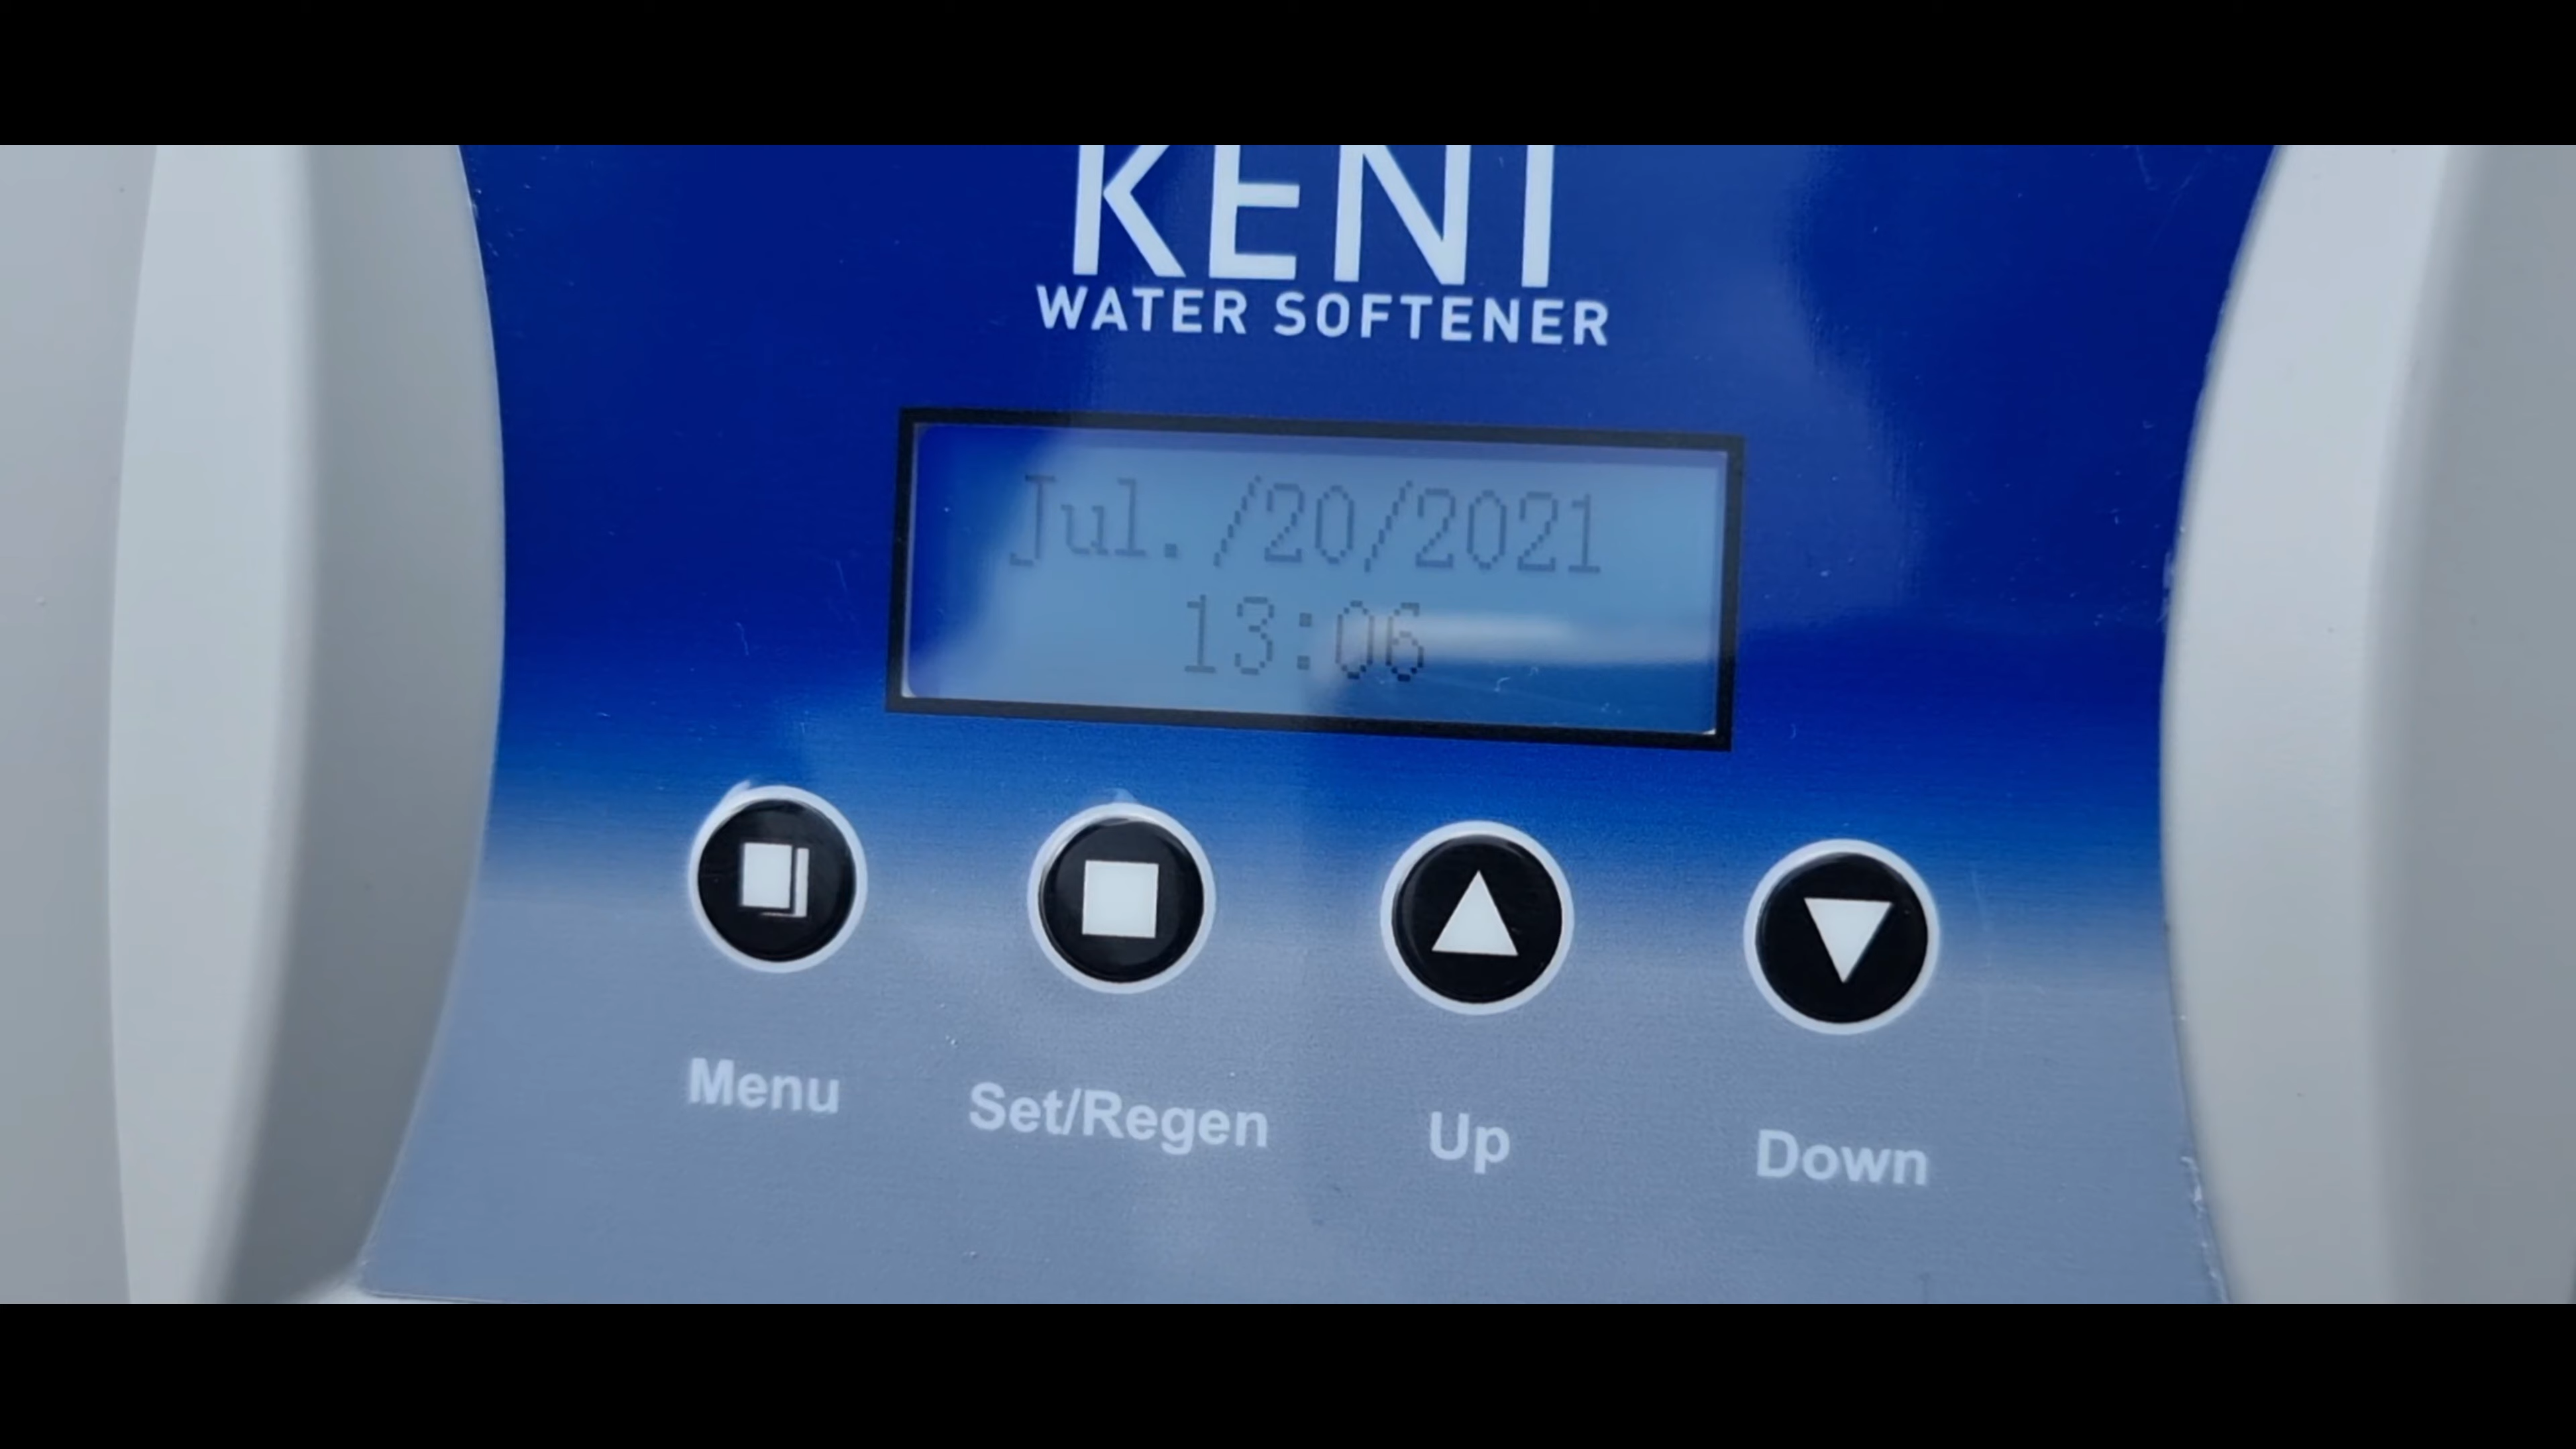 KENT
WATER SOFTENER
Jul./20/2021
13:06
Menu
Set/Regen
Up
Down